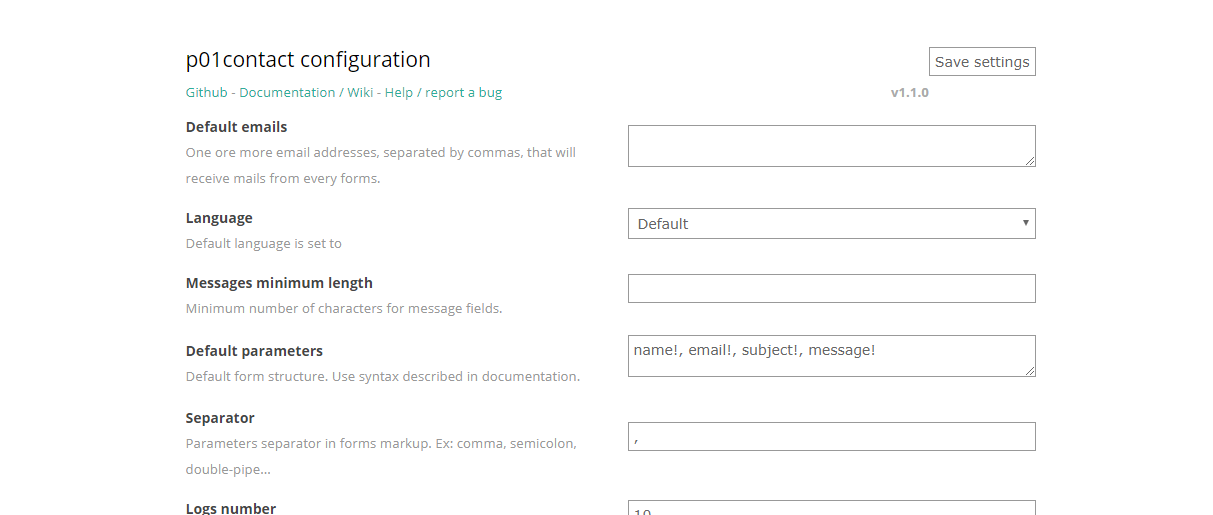 p01contact configuration
Save settings
Github - Documentation / Wiki - Help / report a bug
v1.1.0
Default emails
One ore more email addresses, separated by commas, that will
receive mails from every forms.
Language
Default language is set to
Default
Messages minimum length
Minimum number of characters for message fields.
Default parameters
Default form structure. Use syntax described in documentation.
name!, email!, subject!, message!
Separator
Parameters separator in forms markup. Ex: comma, semicolon,
double-pipe...
,
Logs number
10